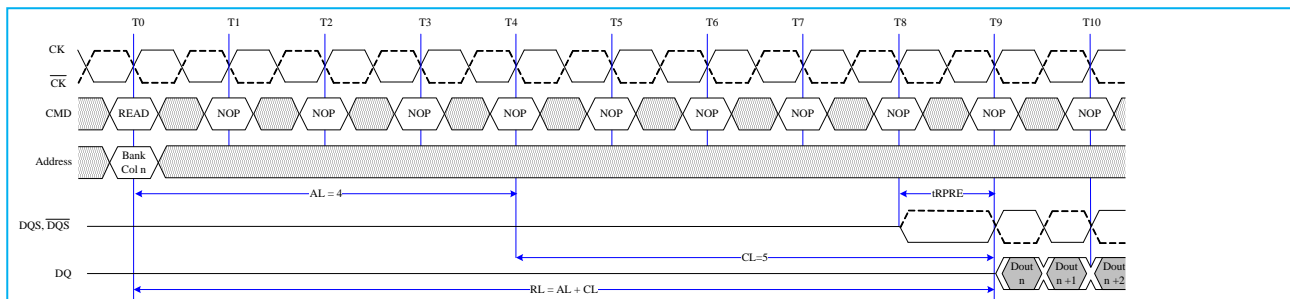 T0 T1 T2 T3 T4 T5 T6 T7 T8 T9 T10
CK
CK
CMD READ NOP NOP NOP NOP NOP NOP NOP NOP NOP NOP
Address Bank
Col n
AL = 4 tRPRE
DQS, DQS
CL=5
DQ Dout Dout Dout
n n +1 n +2
RL = AL + CL